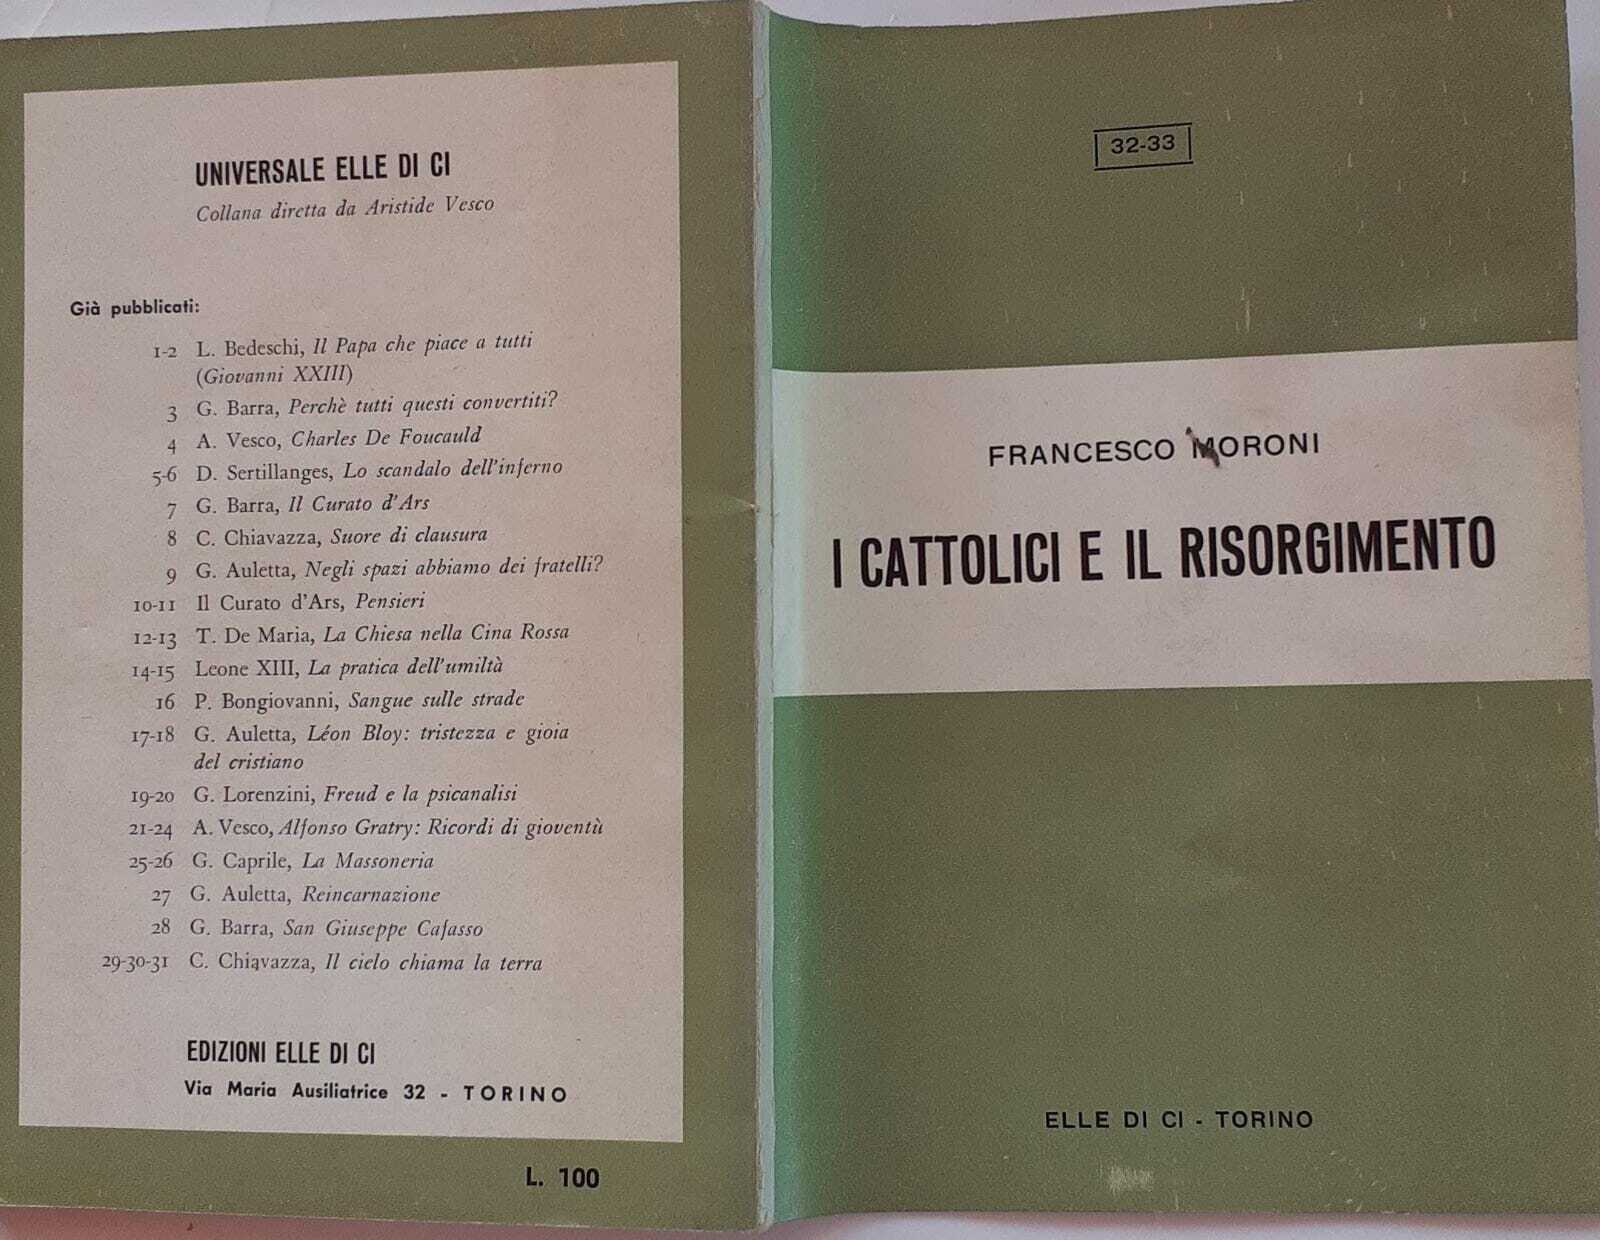 UNIVERSALE ELLE DI CI
Collana diretta da Aristide Vesco
Già pubblicati:
1-2 L. Bedeschi, Il Papa che piace a tutti
(Giovanni XXIII)
3 G. Barra, Perchè tutti questi convertiti?
4 A. Vesco, Charles De Foucauld
5-6 D. Sertillanges, Lo scandalo dell'inferno
7 G. Barra, Il Curato d'Ars
8 C. Chiavazza, Suore di clausura
9 G. Auletta, Negli spazi abbiamo dei fratelli?
10-11 Il Curato d'Ars, Pensieri
12-13 T. De Maria, La Chiesa nella Cina Rossa
14-15 Leone XIII, La pratica dell'umiltà
16 P. Bongiovanni, Sangue sulle strade
17-18 G. Auletta, Léon Bloy: tristezza e gioia
del cristiano
19-20 G. Lorenzini, Freud e la psicanalisi
21-24 A. Vesco, Alfonso Gratry: Ricordi di gioventù
25-26 G. Caprile, La Massoneria
27 G. Auletta, Reincarnazione
28 G. Barra, San Giuseppe Cafasso
29-30-31 C. Chiavazza, Il cielo chiama la terra
EDIZIONI ELLE DI CI
Via Maria Ausiliatrice 32 - TORINO
L. 100
32-33
FRANCESCO MORONI
I CATTOLICI E IL RISORGIMENTO
ELLE DI CI - TORINO